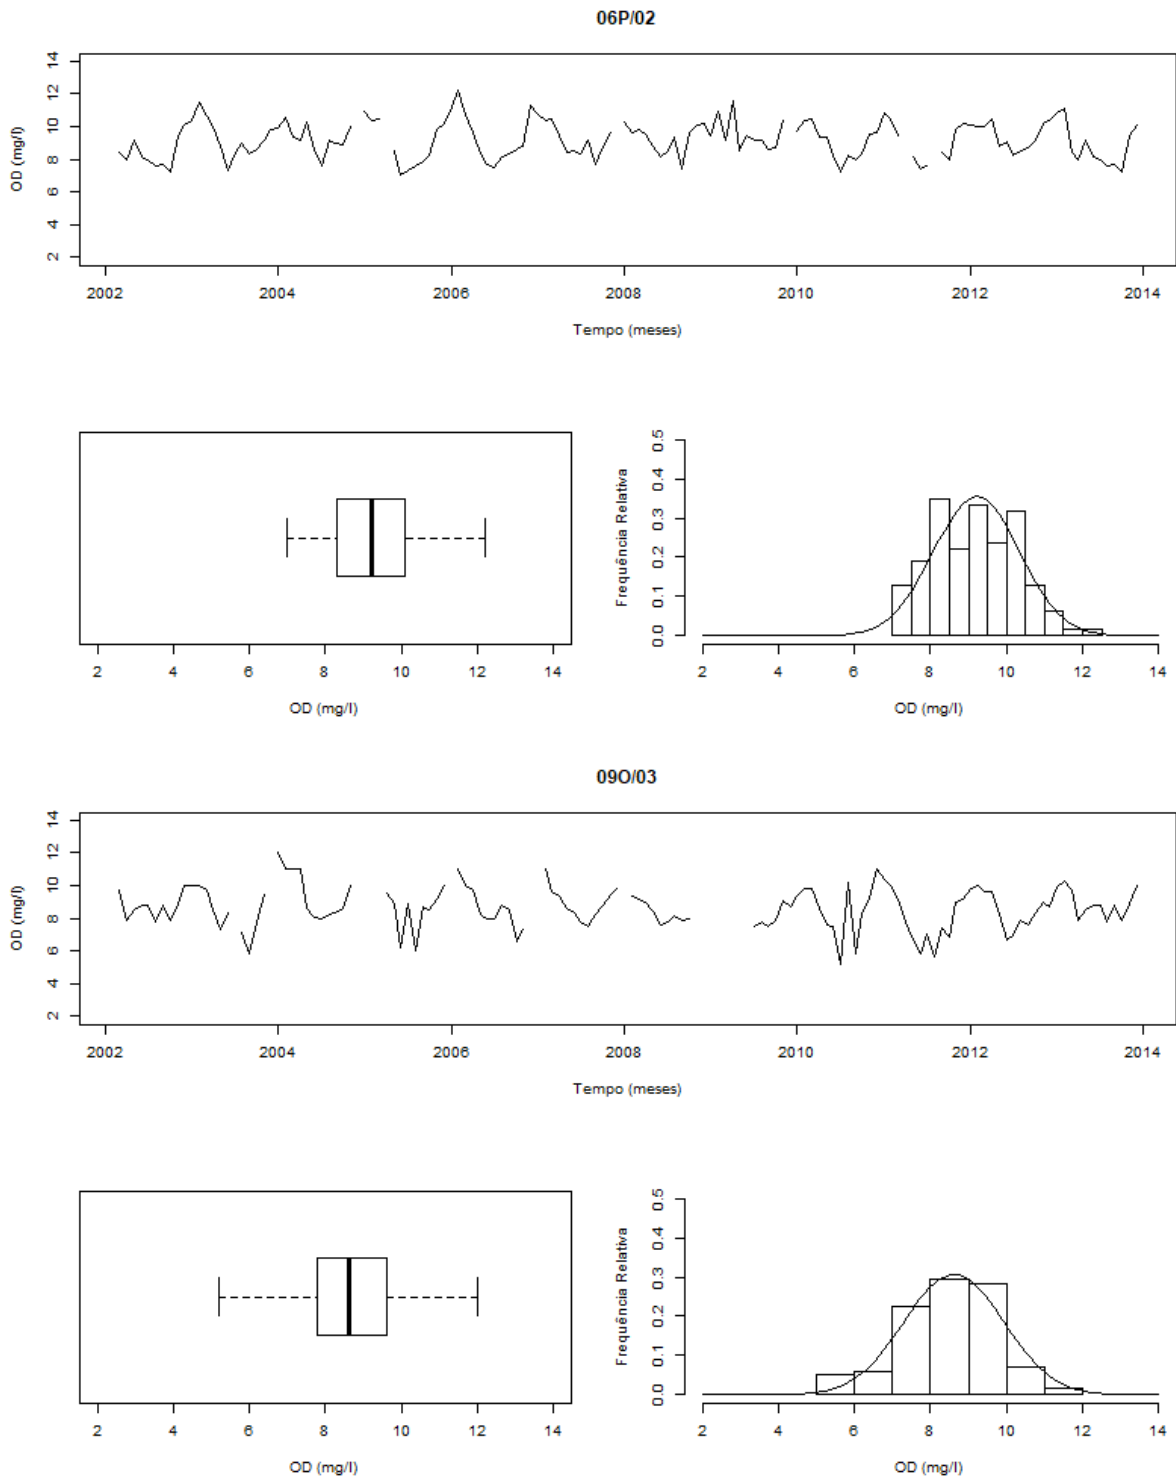 06P/02
OD (mg/l)
14
12
10
8
6
4
2
2002 2004 2006 2008 2010 2012 2014
Tempo (meses)
2 4 6 8 10 12 14
OD (mg/l)
Frequência Relativa
0.5
0.4
0.3
0.2
0.1
0.0
2 4 6 8 10 12 14
OD (mg/l)
09O/03
OD (mg/l)
14
12
10
8
6
4
2
2002 2004 2006 2008 2010 2012 2014
Tempo (meses)
2 4 6 8 10 12 14
OD (mg/l)
Frequência Relativa
0.5
0.4
0.3
0.2
0.1
0.0
2 4 6 8 10 12 14
OD (mg/l)